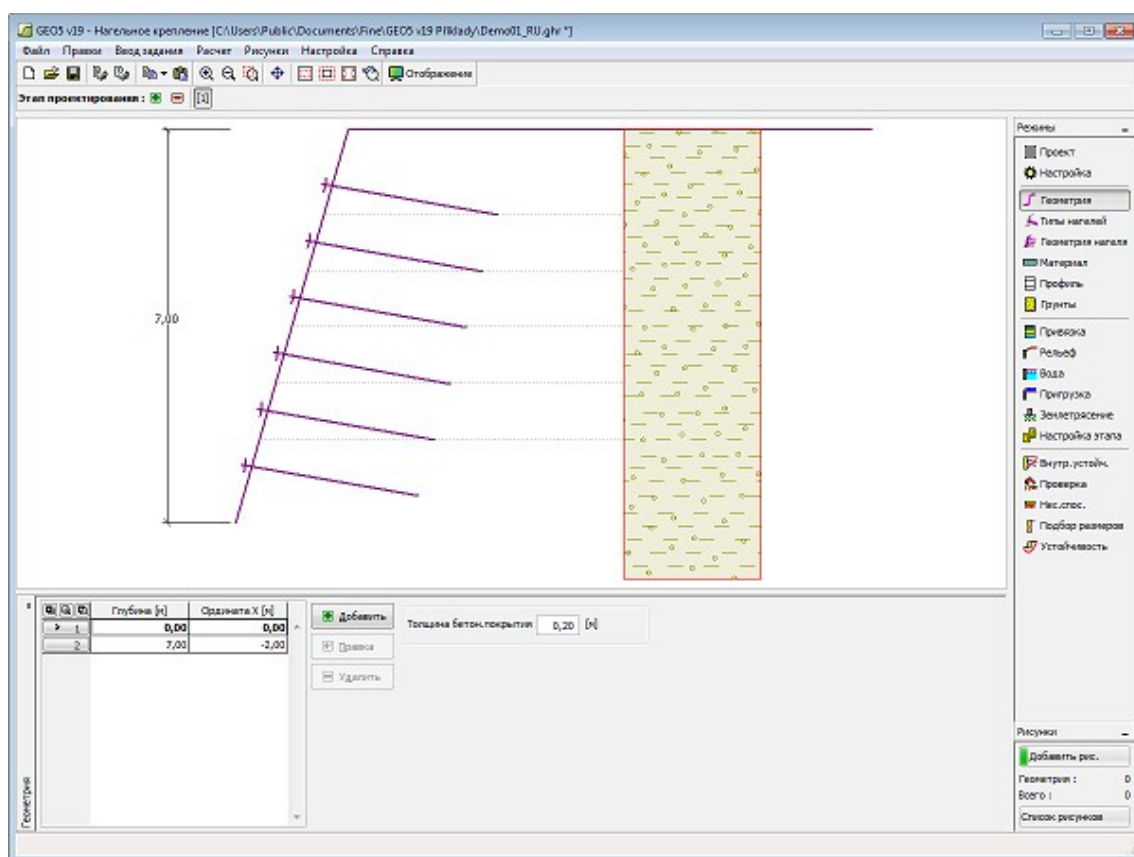 GEO5 v19 - Нагельное крепление [C:\Users\Public\Documents\Fine\GEO5 v19 Příklady\Demo01_RU.ghr *]
Файл Правки Ввод задания Расчет Рисунки Настройка Справка
Отображение
Этап проектирования : [1]
7,00
Режимы
Проект
Настройка
Геометрия
Типы нагелей
Геометрия нагеля
Материал
Профиль
Грунты
Привязка
Рельеф
Вода
Пригрузка
Землетрясение
Настройка этапа
Внутр.устойч.
Проверка
Нес.спос.
Подбор размеров
Устойчивость
Геометрия
Глубина [м] Ордината X [м]
> 1 0,00 0,00
2 7,00 -2,00
Добавить
Правка
Удалить
Толщина бетон.покрытия 0,20 [м]
Рисунки
Добавить рис.
Геометрия : 0
Всего : 0
Список рисунков